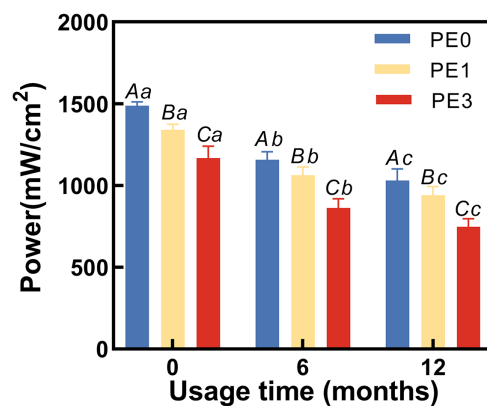 2000
1500
1000
500
0
Power(mW/cm²)
PE0
PE1
PE3
Aa
Ba
Ca
Ab
Bb
Cb
Ac
Bc
Cc
0 6 12
Usage time (months)